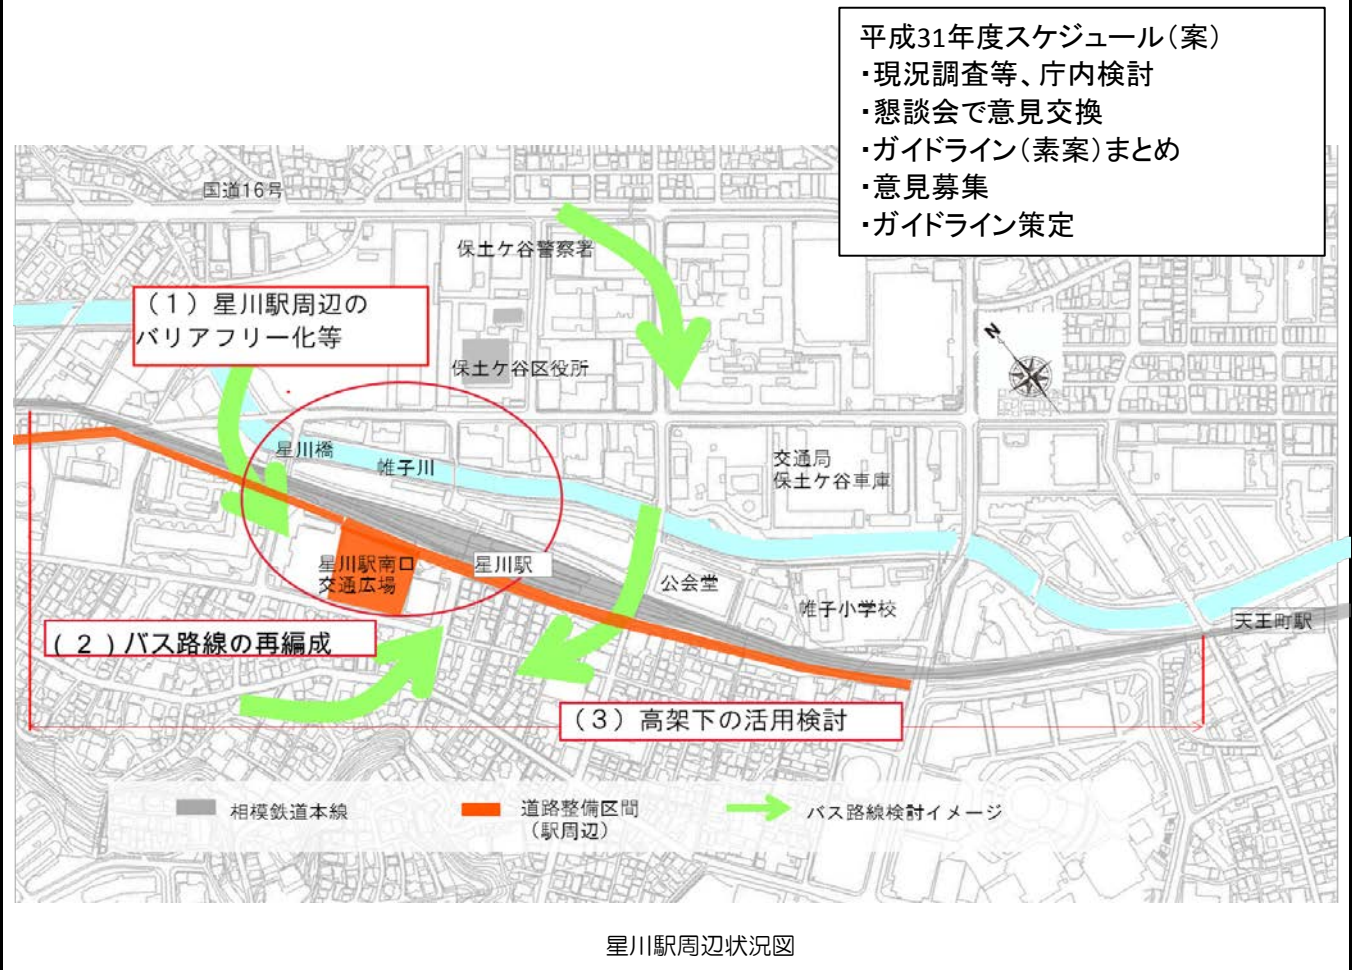 平成31年度スケジュール（案）
・現況調査等、庁内検討
・懇談会で意見交換
・ガイドライン（素案）まとめ
・意見募集
・ガイドライン策定
国道16号
保土ケ谷警察署
（1）星川駅周辺の
バリアフリー化等
N
保土ケ谷区役所
星川橋
帷子川
交通局
保土ケ谷車庫
星川駅南口
交通広場
星川駅
公会堂
帷子小学校
天王町駅
(２)バス路線の再編成
（3）高架下の活用検討
相模鉄道本線
道路整備区間
（駅周辺）
バス路線検討イメージ
星川駅周辺状況図